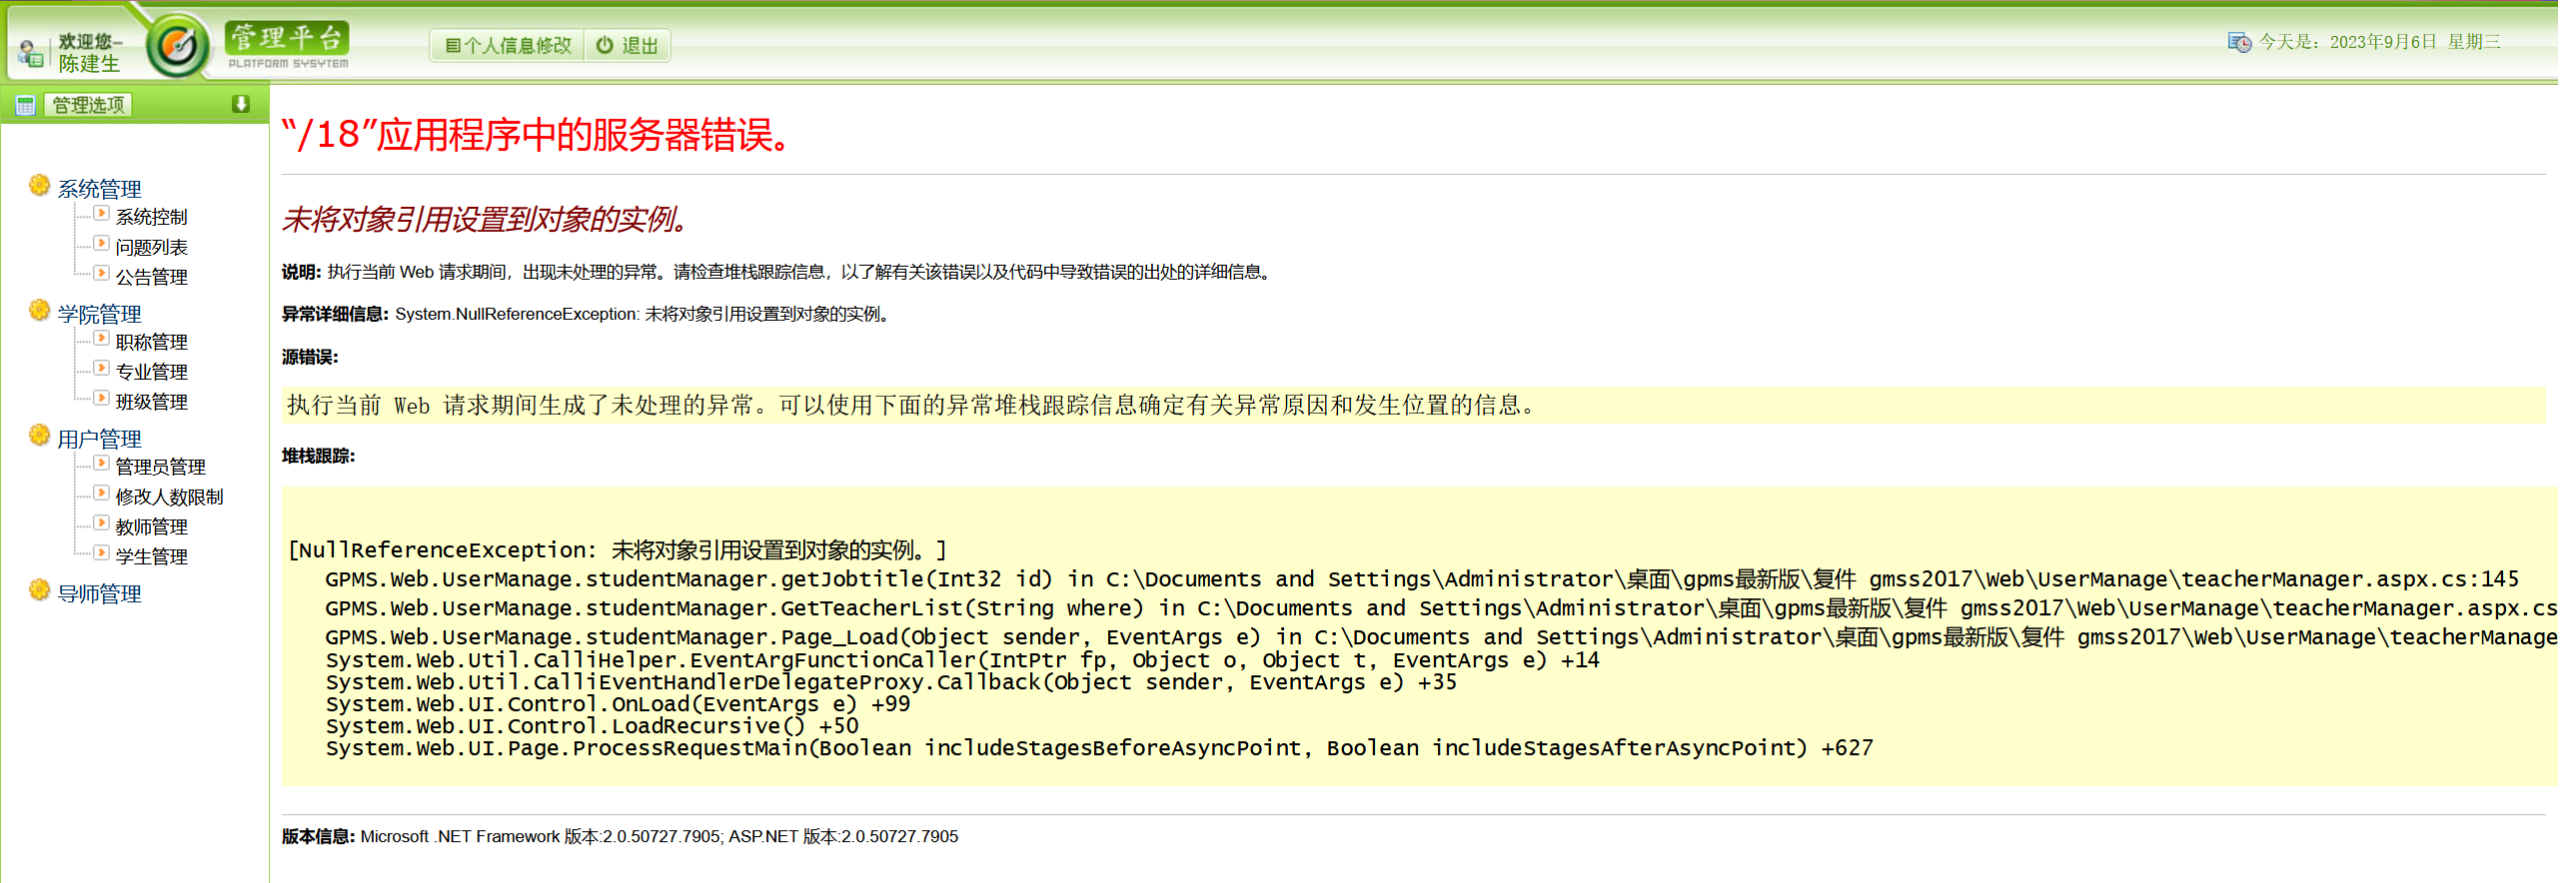 欢迎您–
陈建生
管理平台
PLATFORM SYSYTEM
个人信息修改
退出
今天是：2023年9月6日 星期三
管理选项
系统管理
系统控制
问题列表
公告管理
学院管理
职称管理
专业管理
班级管理
用户管理
管理员管理
修改人数限制
教师管理
学生管理
导师管理
“/18”应用程序中的服务器错误。
未将对象引用设置到对象的实例。
说明: 执行当前 Web 请求期间，出现未处理的异常。请检查堆栈跟踪信息，以了解有关该错误以及代码中导致错误的出处的详细信息。
异常详细信息: System.NullReferenceException: 未将对象引用设置到对象的实例。
源错误:
执行当前 Web 请求期间生成了未处理的异常。可以使用下面的异常堆栈跟踪信息确定有关异常原因和发生位置的信息。
堆栈跟踪:
[NullReferenceException: 未将对象引用设置到对象的实例。]
GPMS.Web.UserManage.studentManager.getJobtitle(Int32 id) in C:\Documents and Settings\Administrator\桌面\gpms最新版\复件 gmss2017\Web\UserManage\teacherManager.aspx.cs:145
GPMS.Web.UserManage.studentManager.GetTeacherList(String where) in C:\Documents and Settings\Administrator\桌面\gpms最新版\复件 gmss2017\Web\UserManage\teacherManager.aspx.cs
GPMS.Web.UserManage.studentManager.Page_Load(Object sender, EventArgs e) in C:\Documents and Settings\Administrator\桌面\gpms最新版\复件 gmss2017\Web\UserManage\teacherManage
System.Web.Util.CalliHelper.EventArgFunctionCaller(IntPtr fp, Object o, Object t, EventArgs e) +14
System.Web.Util.CalliEventHandlerDelegateProxy.Callback(Object sender, EventArgs e) +35
System.Web.UI.Control.OnLoad(EventArgs e) +99
System.Web.UI.Control.LoadRecursive() +50
System.Web.UI.Page.ProcessRequestMain(Boolean includeStagesBeforeAsyncPoint, Boolean includeStagesAfterAsyncPoint) +627
版本信息: Microsoft .NET Framework 版本:2.0.50727.7905; ASP.NET 版本:2.0.50727.7905